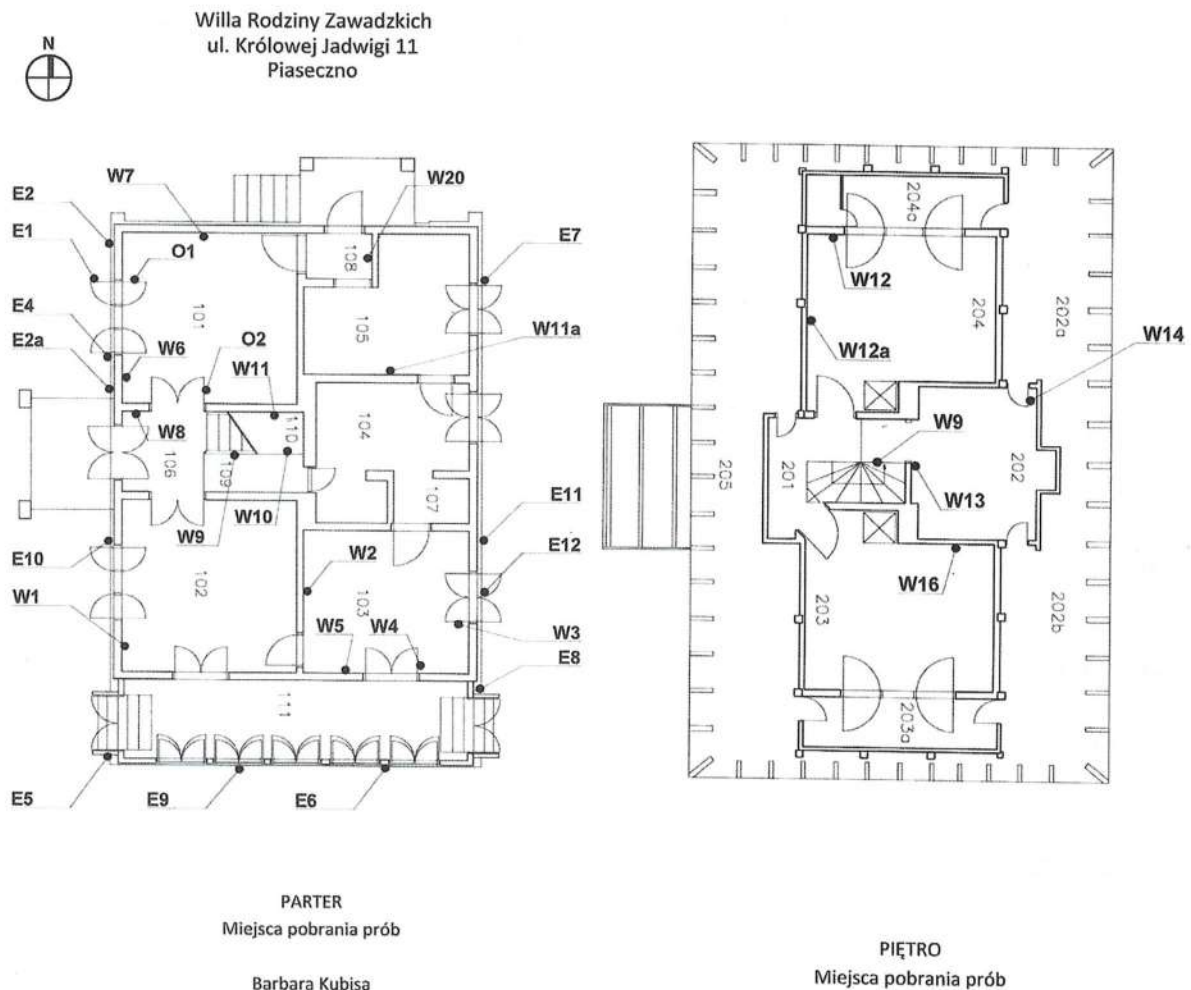 Willa Rodziny Zawadzkich
ul. Królowej Jadwigi 11
Piaseczno
N
W7
W20
E2
E1
O1
E7
E4
E2a
W6
O2
W11
W11a
W8
W9
W10
E11
E10
E12
W2
W1
W5
W4
W3
E8
E5
E9
E6
101
102
103
104
105
106
107
108
109
110
111
W12
W12a
W14
W9
W13
W16
201
202
202a
202b
203
203a
204
204a
205
PARTER
Miejsca pobrania prób
Barbara Kubisa
PIĘTRO
Miejsca pobrania prób